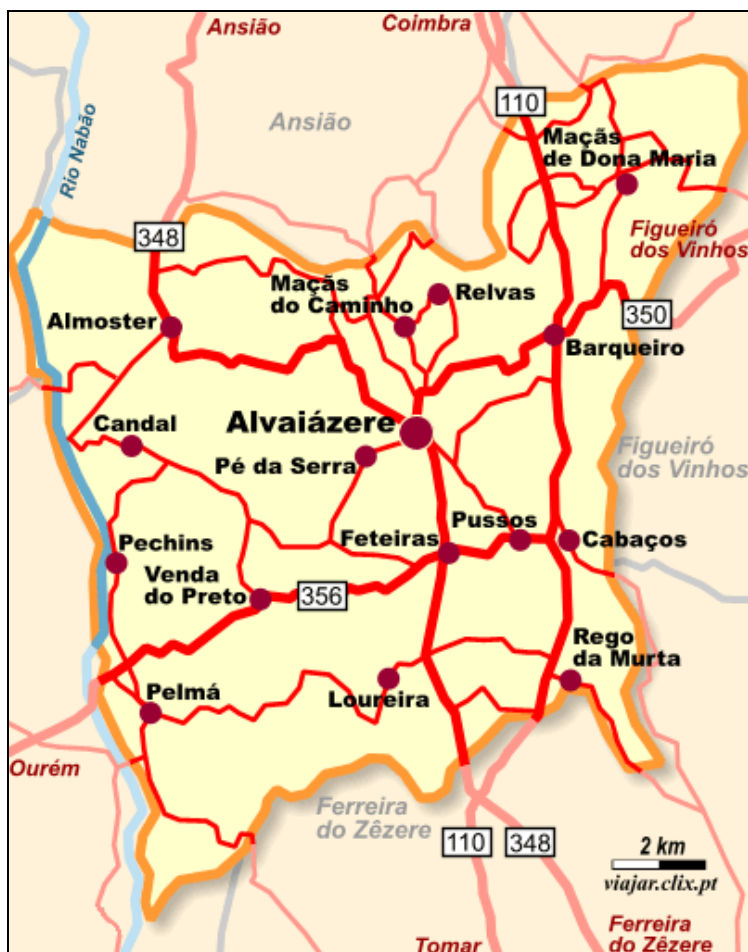 Ansião
Coimbra
Rio Nabão
110
Ansião
Maçãs
de Dona Maria
348
Figueiró
dos Vinhos
Maçãs
do Caminho
Relvas
350
Almoster
Barqueiro
Alvaiázere
Candal
Pé da Serra
Figueiró
dos Vinhos
Pussos
Feteiras
Cabaços
Pechins
Venda
do Preto
356
Rego
da Murta
Pelmá
Loureira
Ourém
Ferreira
do Zêzere
110
348
2 km
viajar.clix.pt
Tomar
Ferreira
do Zêzere